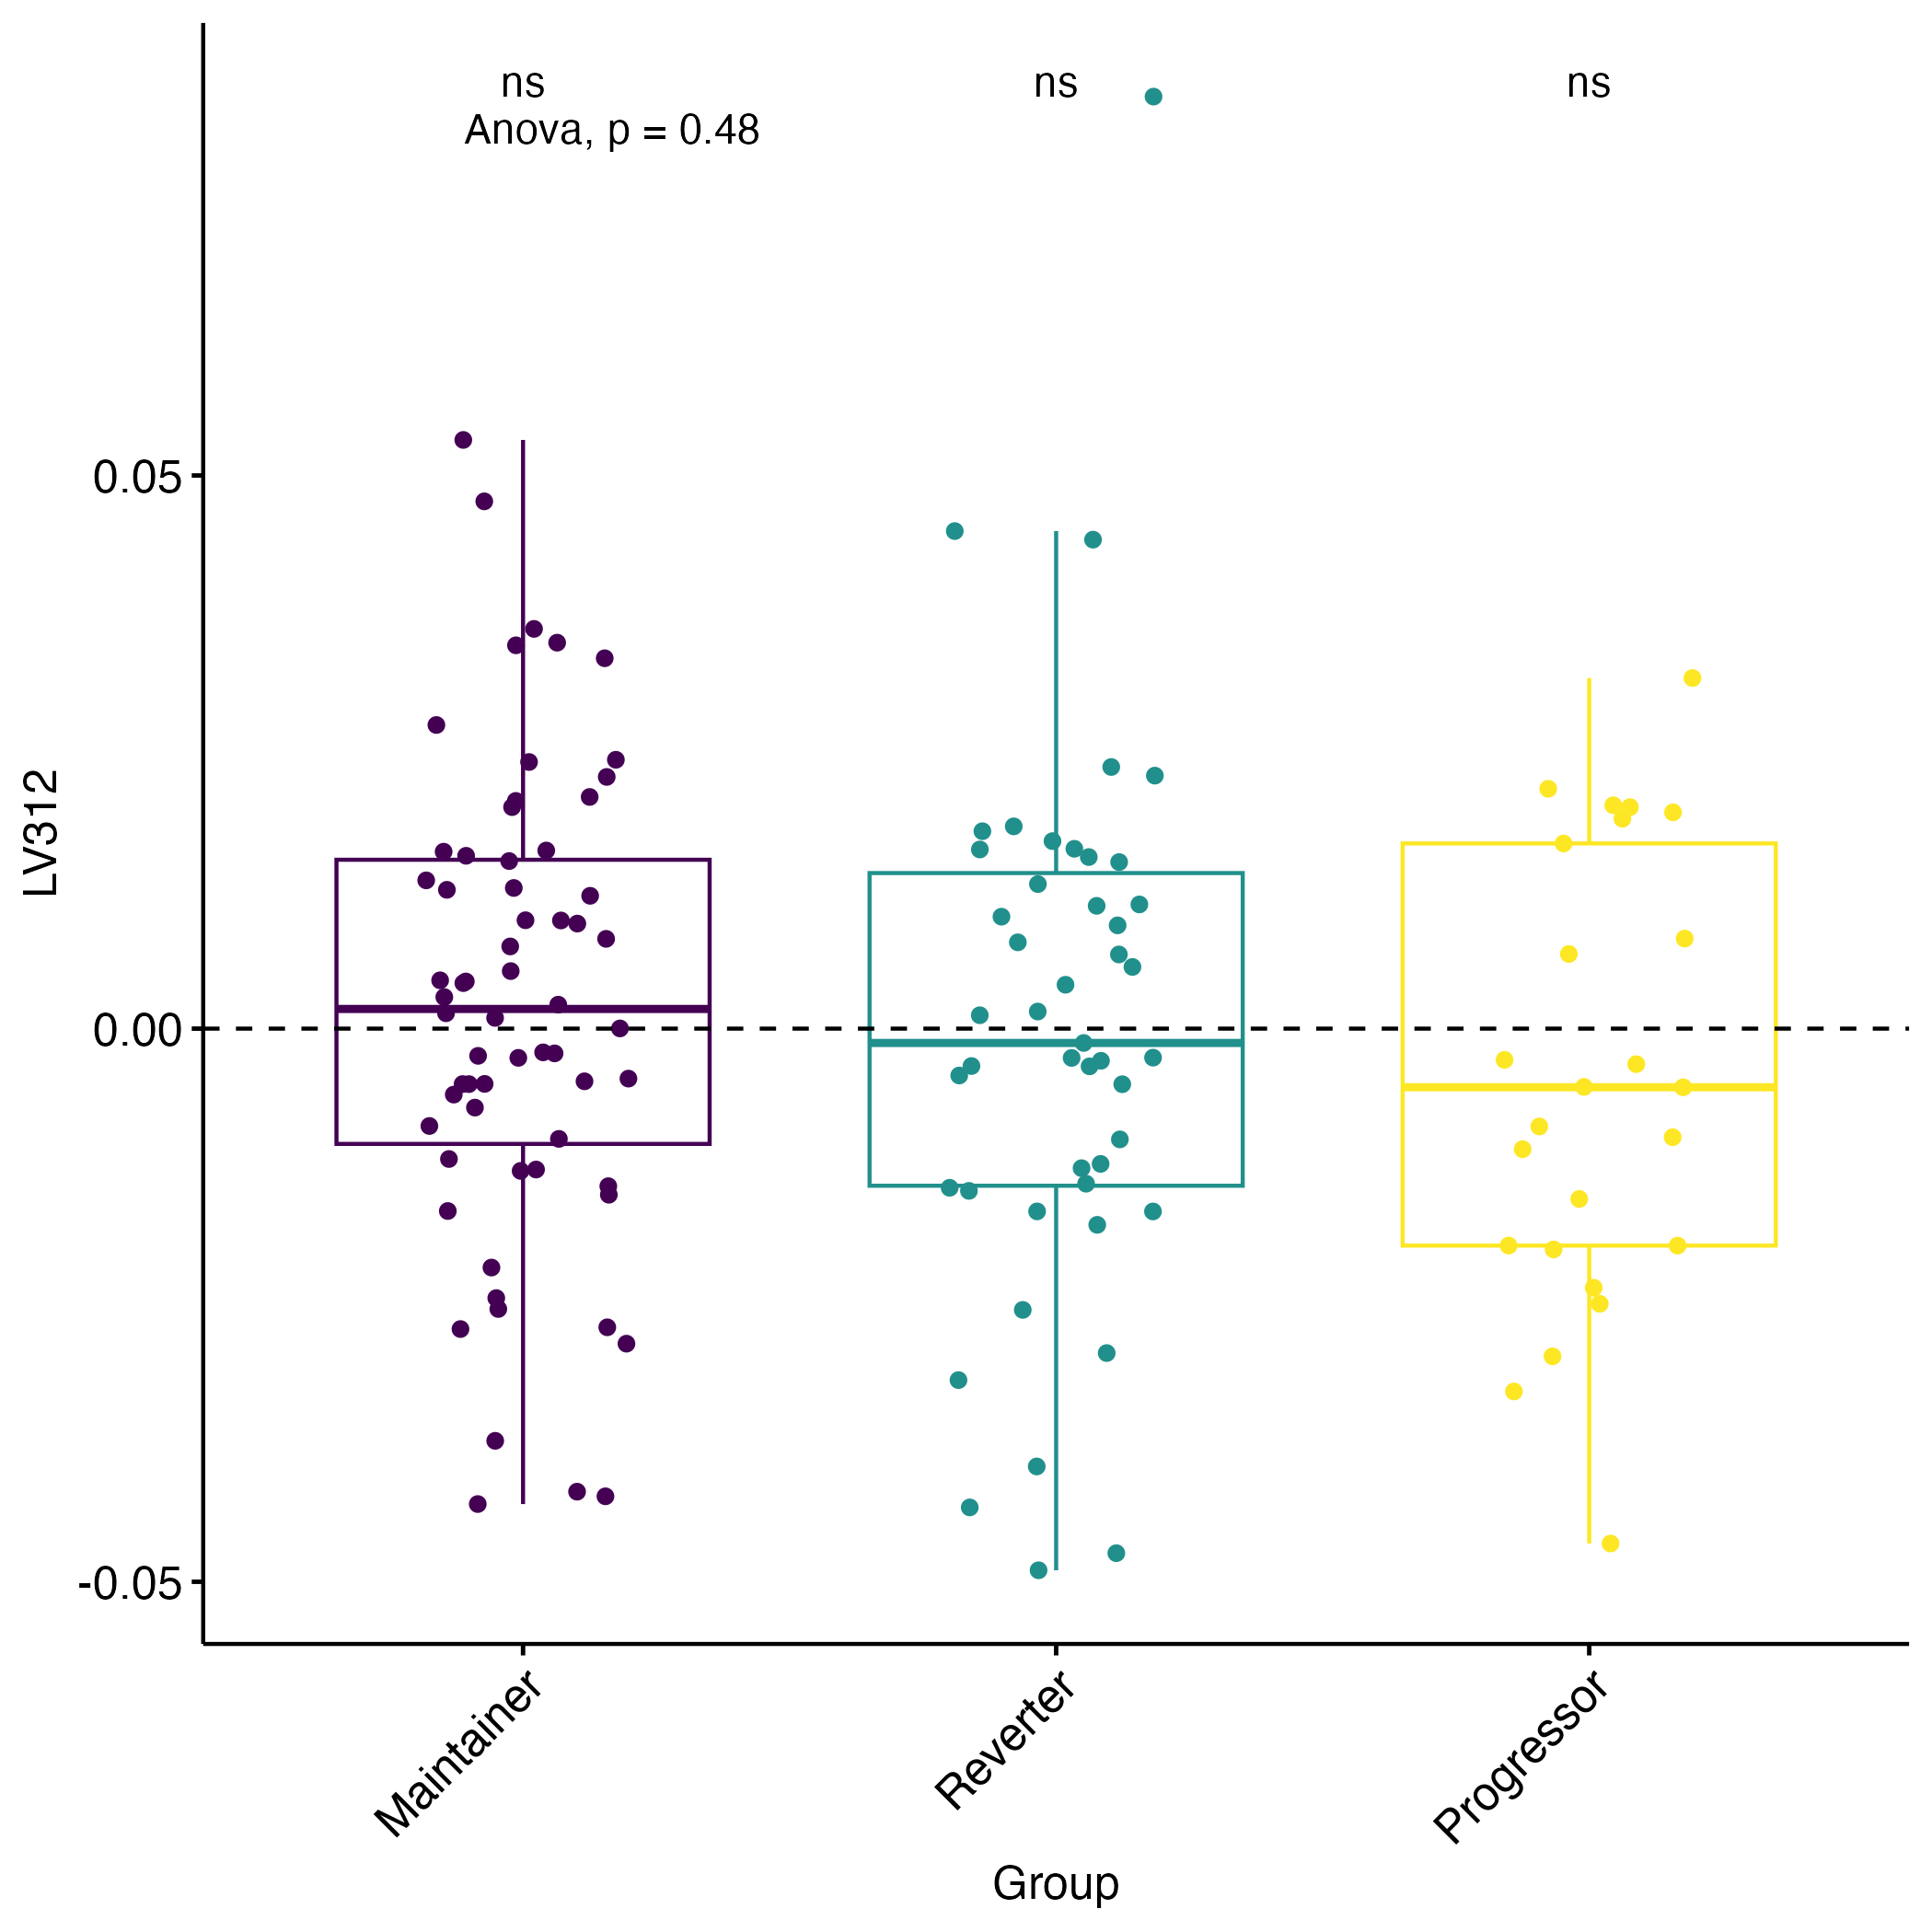 ns ns ns
Anova, p = 0.48
0.05
0.00
-0.05
LV312
Maintainer
Reverter
Progressor
Group